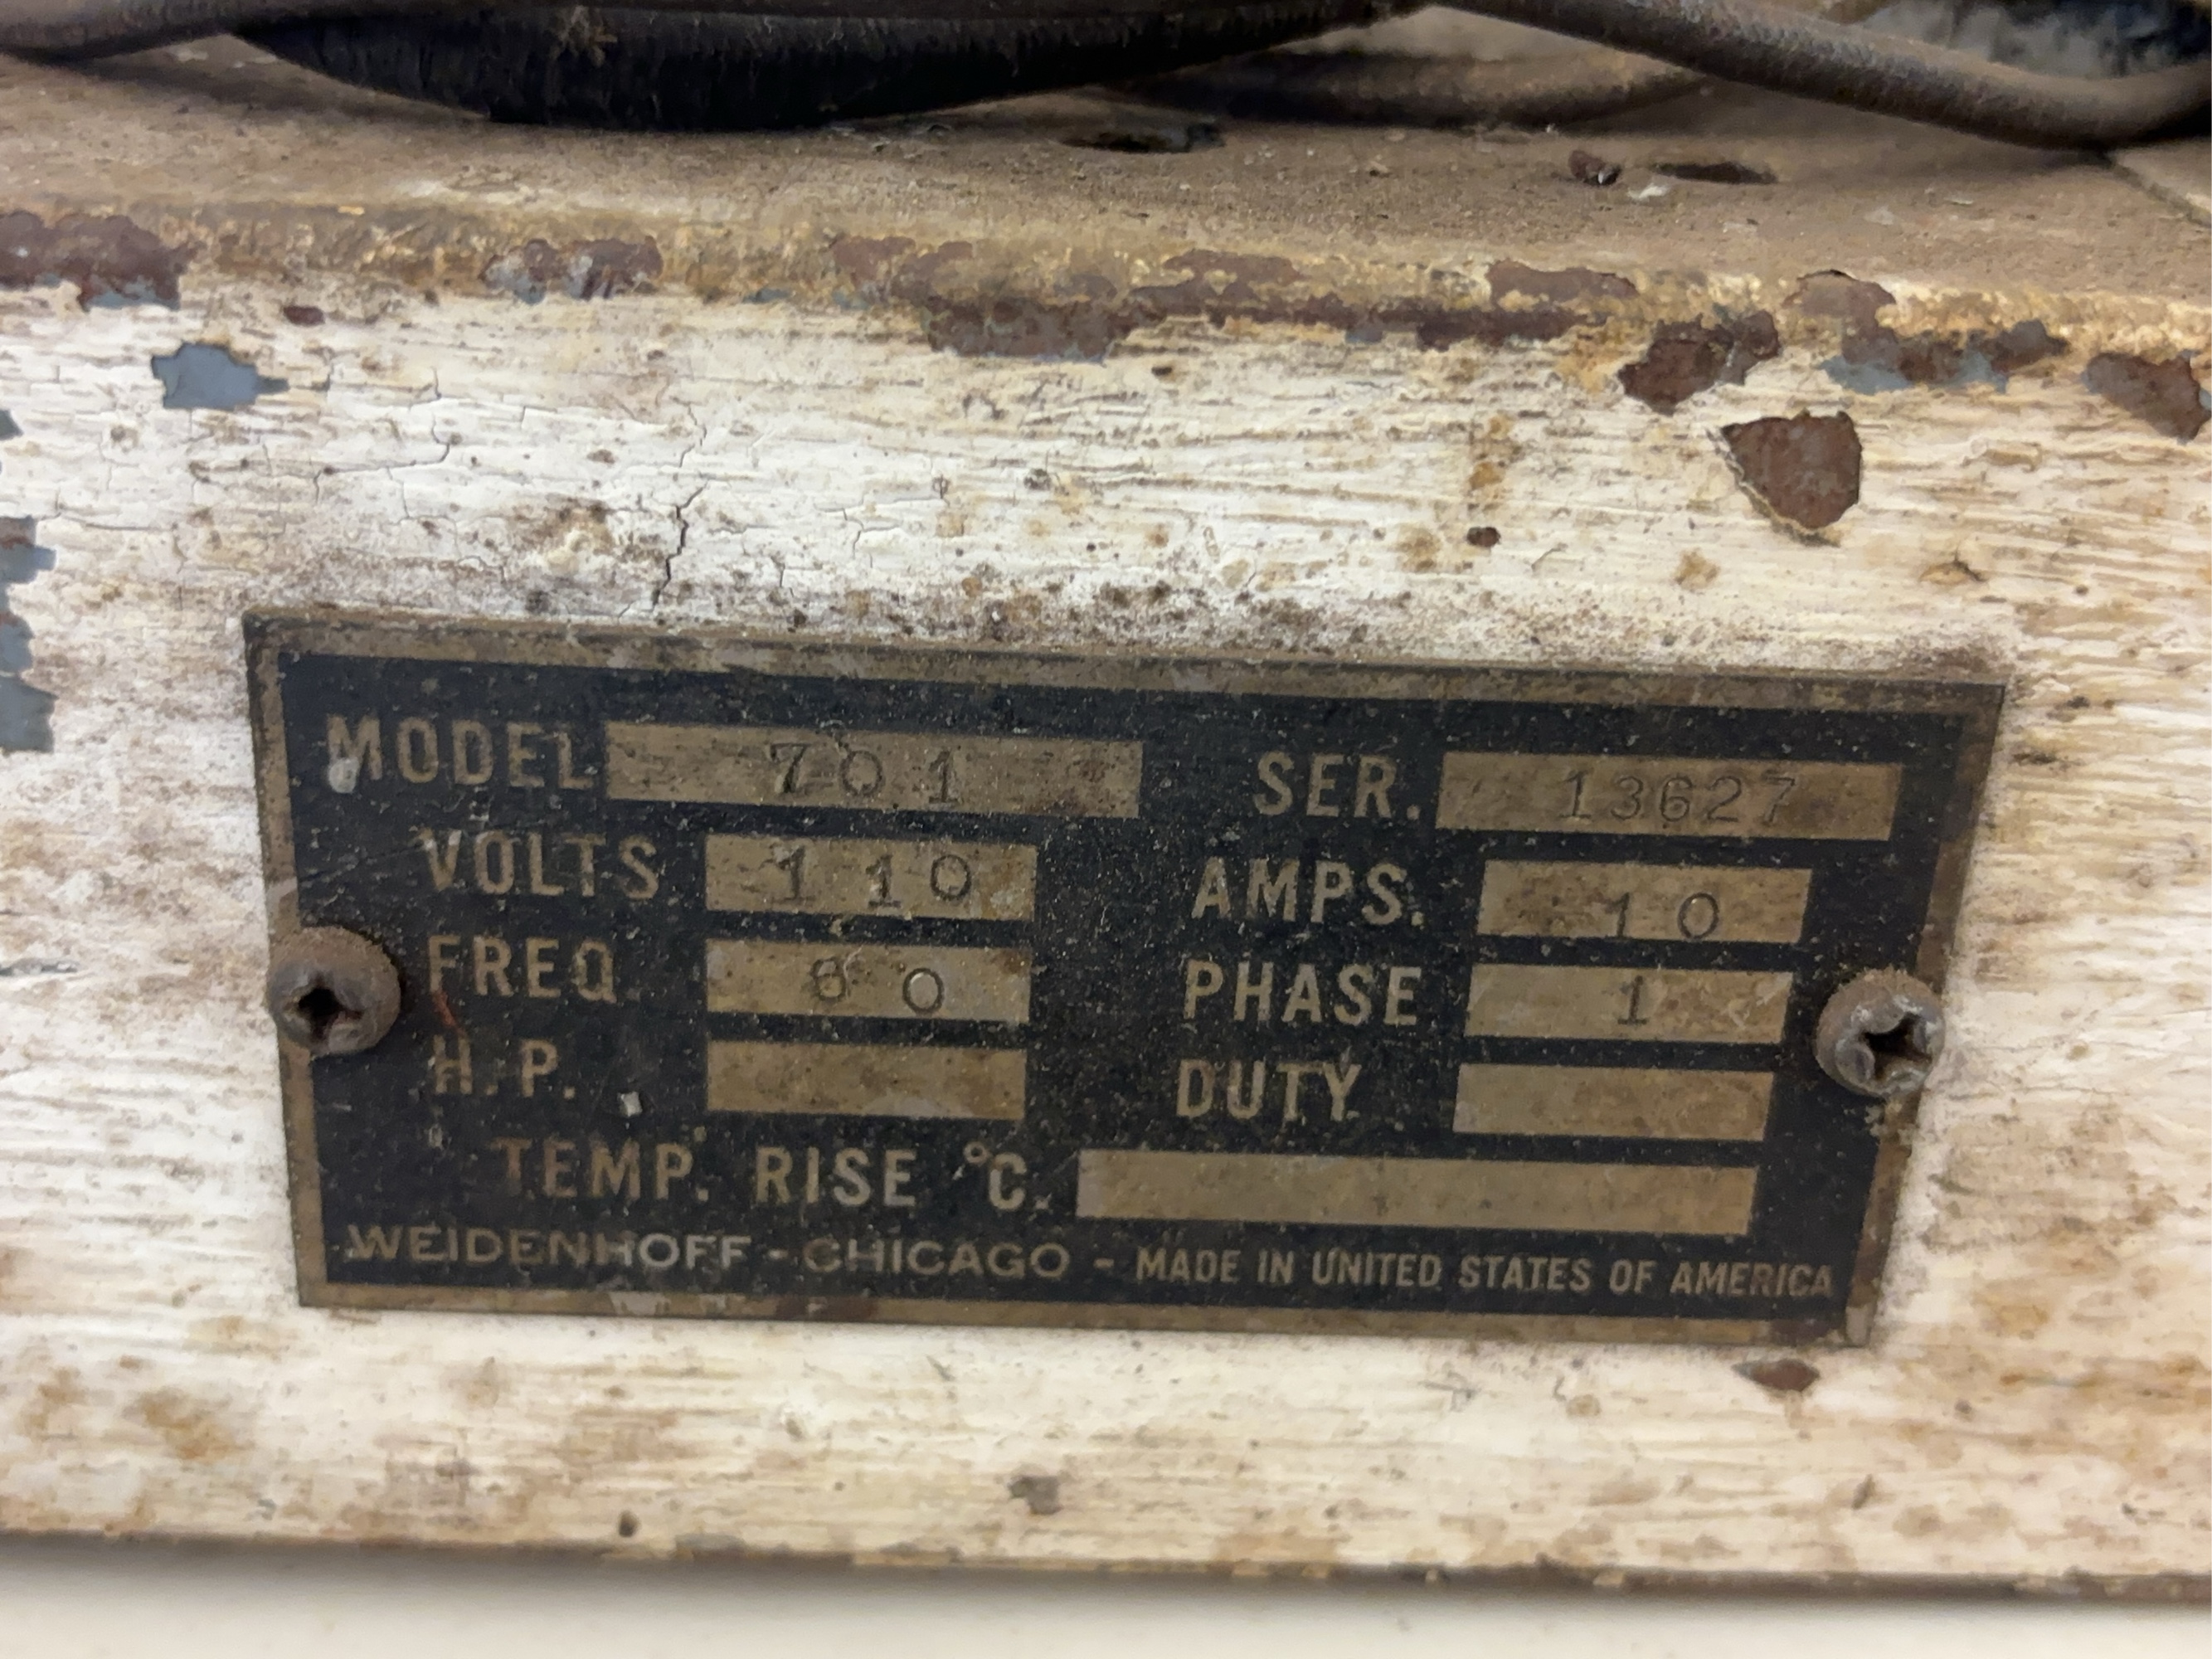 MODEL 701 SER. 13627
VOLTS 110 AMPS. 10
FREQ. 60 PHASE 1
H.P. DUTY
TEMP. RISE °C.
WEIDENHOFF - CHICAGO - MADE IN UNITED STATES OF AMERICA